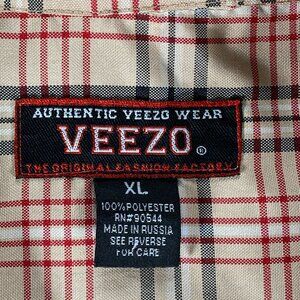 AUTHENTIC VEEZO WEAR
VEEZO®
THE ORIGINAL FASHION FACTORY
XL
100% POLYESTER
RN#90544
MADE IN RUSSIA
SEE REVERSE
FOR CARE